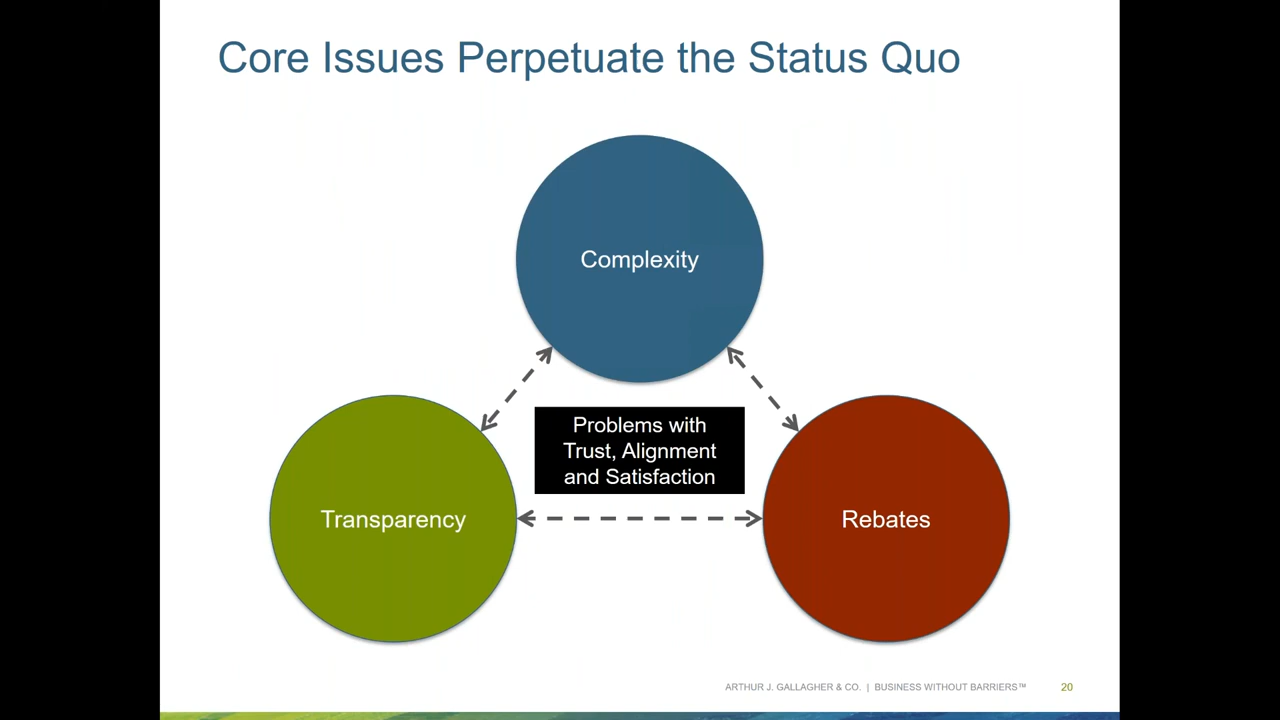 Core Issues Perpetuate the Status Quo
Complexity
Problems with
Trust, Alignment
and Satisfaction
Transparency
Rebates
ARTHUR J. GALLAGHER & CO. | BUSINESS WITHOUT BARRIERS™ 20